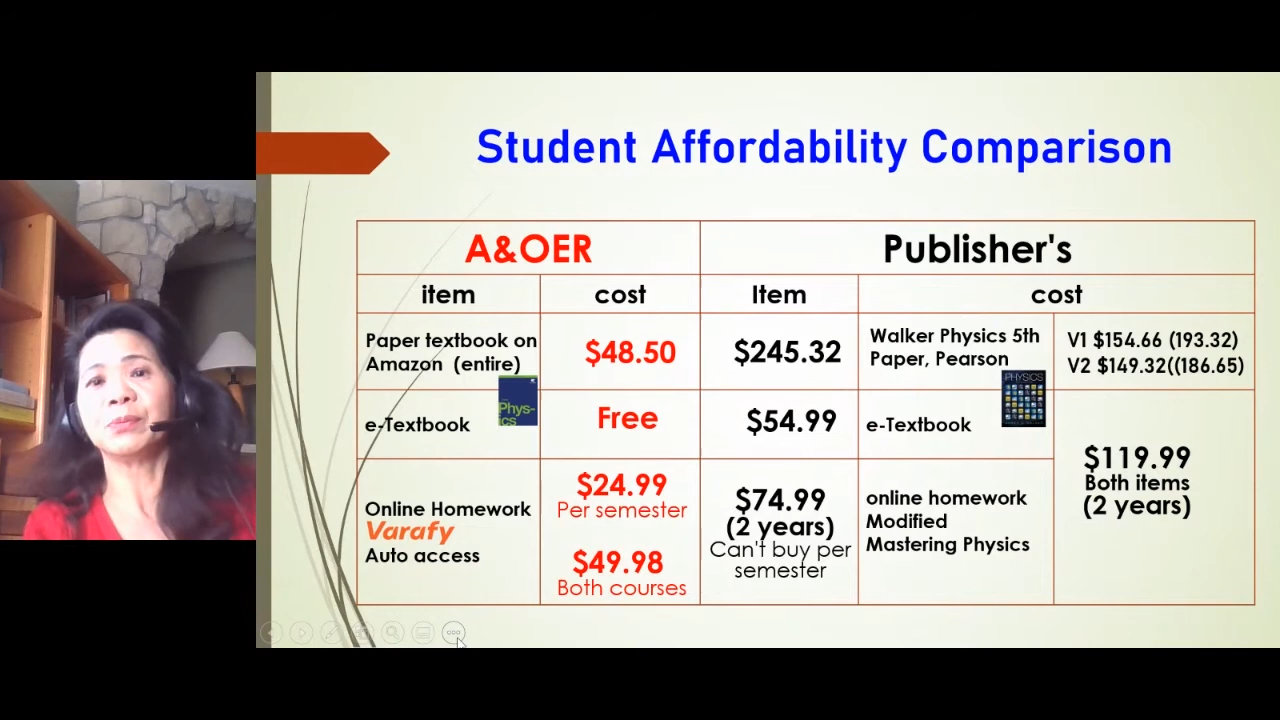 Student Affordability Comparison
A&OER
Publisher's
item
cost
Item
cost
Paper textbook on
Amazon (entire)
$48.50
$245.32
Walker Physics 5th
Paper, Pearson
V1 $154.66 (193.32)
V2 $149.32((186.65)
e-Textbook
Phys-
ics
Free
$54.99
e-Textbook
PHYSICS
$119.99
Both items
(2 years)
Online Homework
Varafy
Auto access
$24.99
Per semester
$49.98
Both courses
$74.99
(2 years)
Can't buy per
semester
online homework
Modified
Mastering Physics